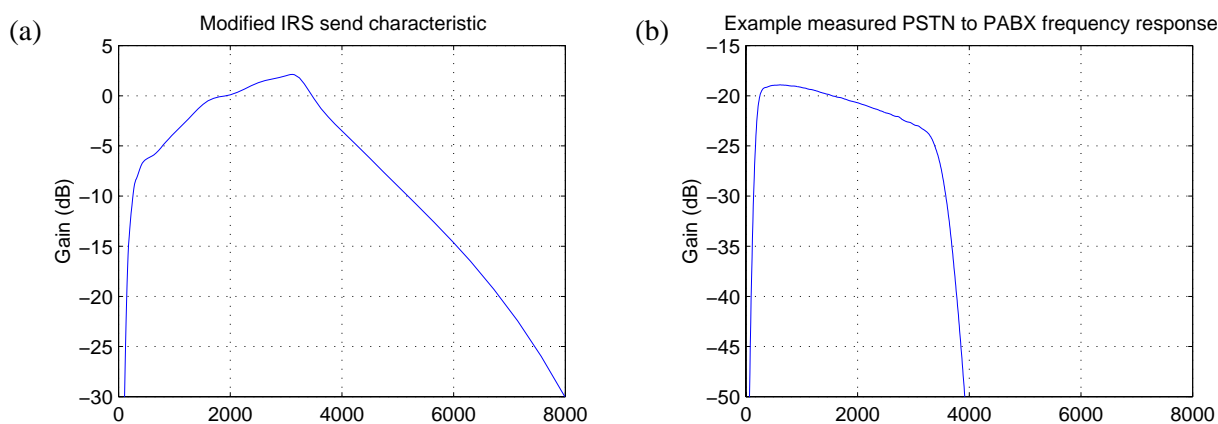 (a)
Modified IRS send characteristic
5
0
−5
−10
−15
−20
−25
−30
Gain (dB)
0 2000 4000 6000 8000
(b)
Example measured PSTN to PABX frequency response
−15
−20
−25
−30
−35
−40
−45
−50
Gain (dB)
0 2000 4000 6000 8000